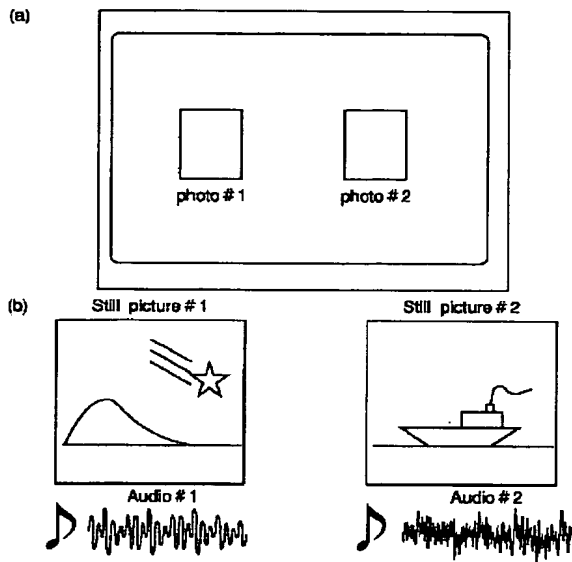 (a)
photo # 1 photo # 2
(b) Still picture # 1 Still picture # 2
Audio # 1 Audio # 2